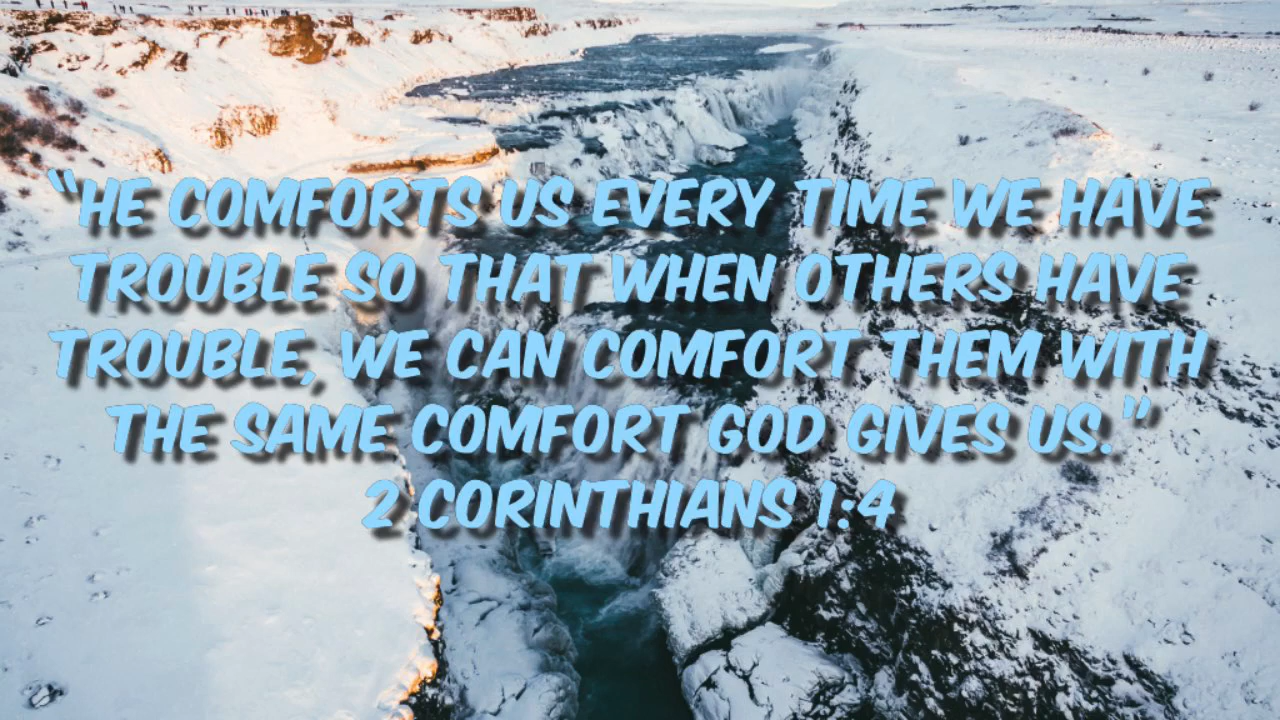 “HE COMFORTS US EVERY TIME WE HAVE
TROUBLE SO THAT WHEN OTHERS HAVE
TROUBLE, WE CAN COMFORT THEM WITH
THE SAME COMFORT GOD GIVES US.”
2 CORINTHIANS 1:4